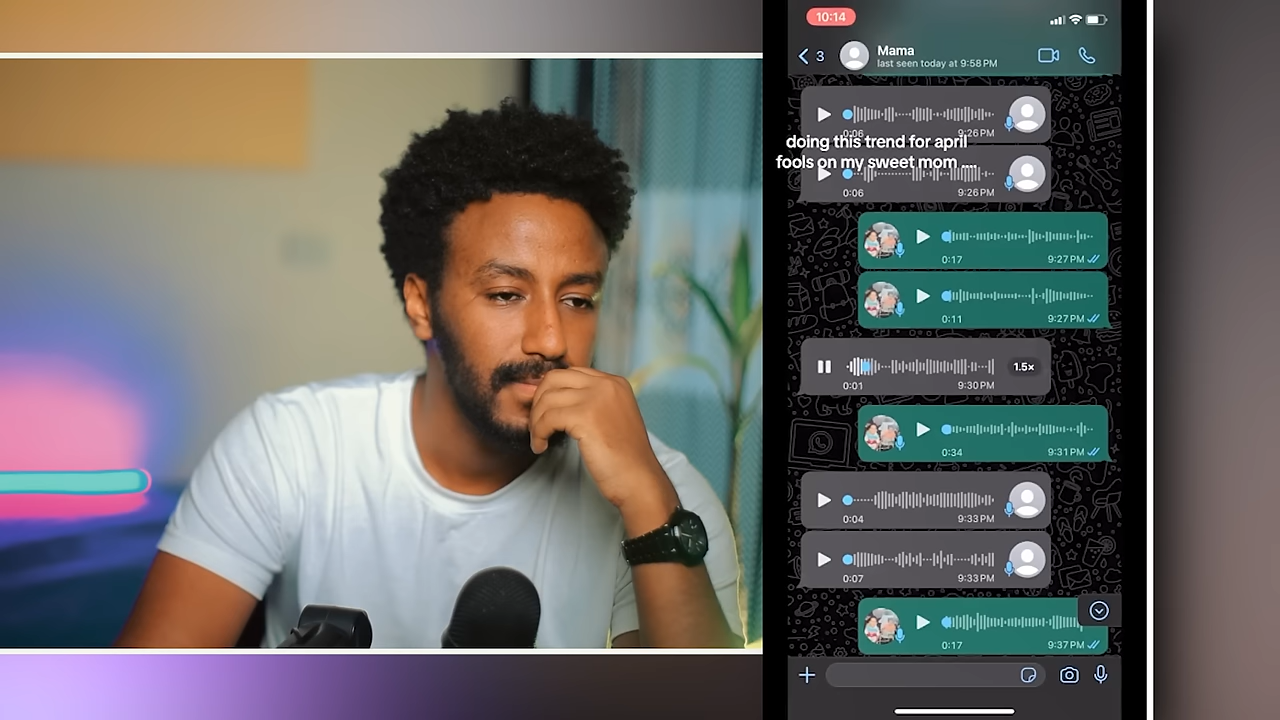 10:14
3
Mama
last seen today at 9:58 PM
0:06
9:26 PM
doing this trend for april
fools on my sweet mom ....
0:06
9:26 PM
0:17
9:27 PM
0:11
9:27 PM
1.5×
0:01
9:30 PM
0:34
9:31 PM
0:04
9:33 PM
0:07
9:33 PM
0:17
9:37 PM